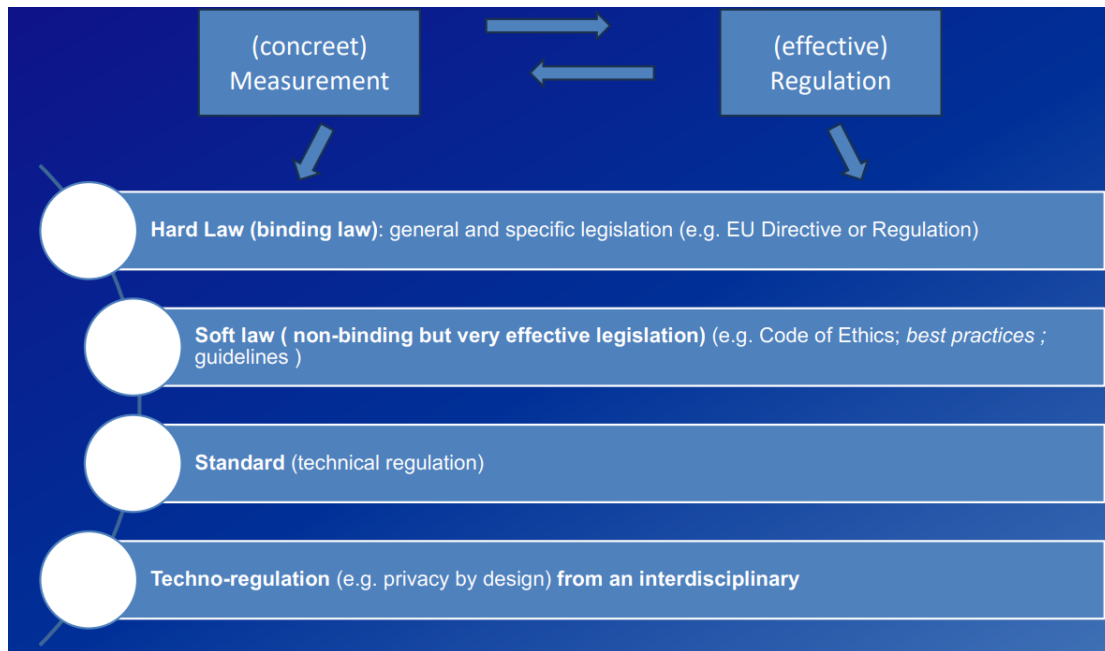 (concreet)
Measurement
(effective)
Regulation
Hard Law (binding law): general and specific legislation (e.g. EU Directive or Regulation)
Soft law ( non-binding but very effective legislation) (e.g. Code of Ethics; best practices ;
guidelines )
Standard (technical regulation)
Techno-regulation (e.g. privacy by design) from an interdisciplinary